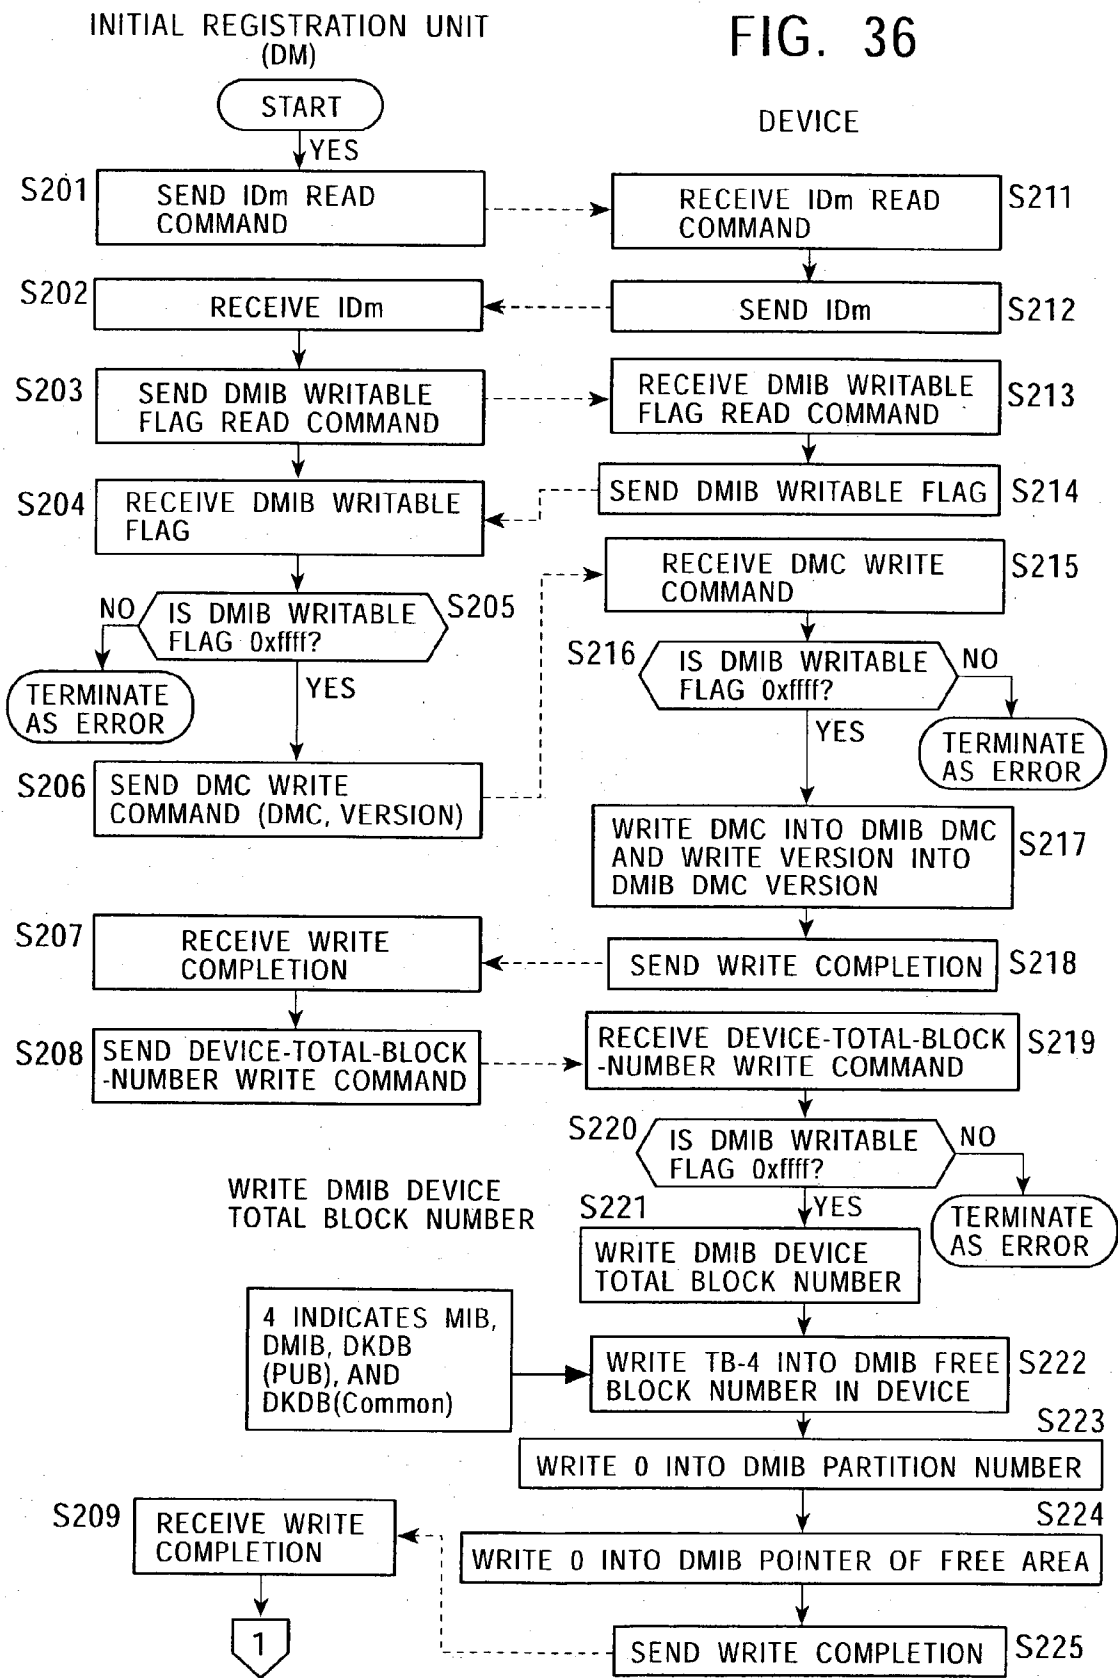 INITIAL REGISTRATION UNIT
(DM)
FIG. 36
START
DEVICE
YES
S201
SEND IDm READ
COMMAND
RECEIVE IDm READ
COMMAND
S211
S202
RECEIVE IDm
SEND IDm
S212
S203
SEND DMIB WRITABLE
FLAG READ COMMAND
RECEIVE DMIB WRITABLE
FLAG READ COMMAND
S213
S204
RECEIVE DMIB WRITABLE
FLAG
SEND DMIB WRITABLE FLAG
S214
RECEIVE DMC WRITE
COMMAND
S215
NO
IS DMIB WRITABLE
FLAG 0xffff?
S205
YES
TERMINATE
AS ERROR
S216
IS DMIB WRITABLE
FLAG 0xffff?
NO
YES
TERMINATE
AS ERROR
S206
SEND DMC WRITE
COMMAND (DMC, VERSION)
WRITE DMC INTO DMIB DMC
AND WRITE VERSION INTO
DMIB DMC VERSION
S217
S207
RECEIVE WRITE
COMPLETION
SEND WRITE COMPLETION
S218
S208
SEND DEVICE-TOTAL-BLOCK
-NUMBER WRITE COMMAND
RECEIVE DEVICE-TOTAL-BLOCK
-NUMBER WRITE COMMAND
S219
S220
IS DMIB WRITABLE
FLAG 0xffff?
NO
YES
TERMINATE
AS ERROR
WRITE DMIB DEVICE
TOTAL BLOCK NUMBER
S221
WRITE DMIB DEVICE
TOTAL BLOCK NUMBER
4 INDICATES MIB,
DMIB, DKDB
(PUB), AND
DKDB(Common)
WRITE TB-4 INTO DMIB FREE
BLOCK NUMBER IN DEVICE
S222
S223
WRITE 0 INTO DMIB PARTITION NUMBER
S224
WRITE 0 INTO DMIB POINTER OF FREE AREA
S209
RECEIVE WRITE
COMPLETION
1
SEND WRITE COMPLETION
S225